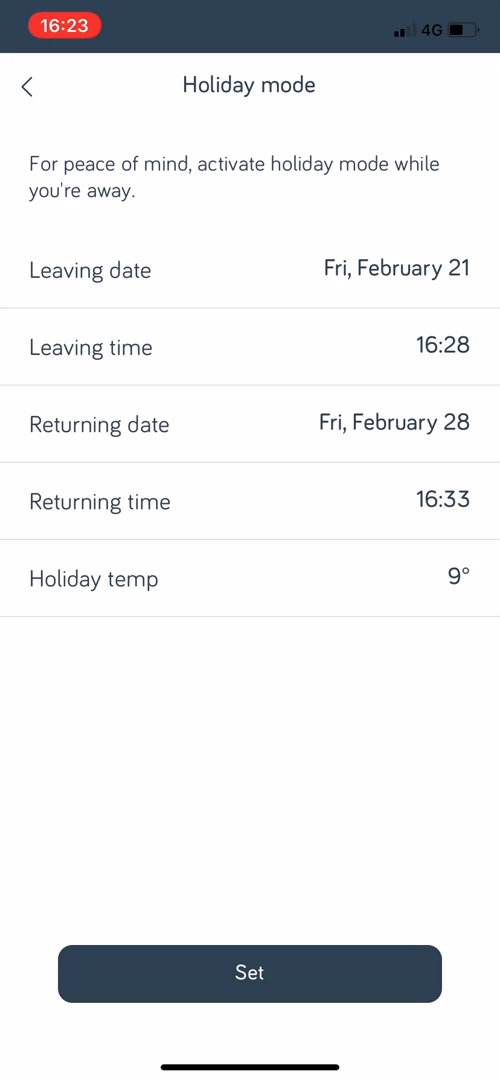 16:23
4G
Holiday mode
For peace of mind, activate holiday mode while
you're away.
Leaving date Fri, February 21
Leaving time 16:28
Returning date Fri, February 28
Returning time 16:33
Holiday temp 9°
Set